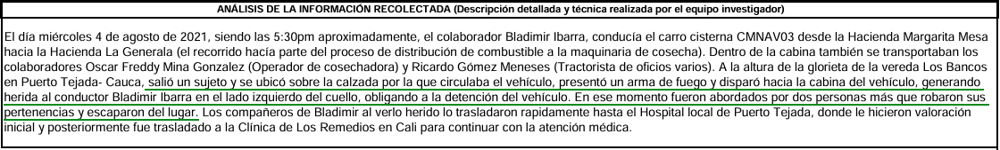 ANÁLISIS DE LA INFORMACIÓN RECOLECTADA (Descripción detallada y técnica realizada por el equipo investigador)
El día miércoles 4 de agosto de 2021, siendo las 5:30pm aproximadamente, el colaborador Bladimir Ibarra, conducía el carro cisterna CMNAV03 desde la Hacienda Margarita Mesa
hacia la Hacienda La Generala (el recorrido hacía parte del proceso de distribución de combustible a la maquinaria de cosecha). Dentro de la cabina también se transportaban los
colaboradores Oscar Freddy Mina Gonzalez (Operador de cosechadora) y Ricardo Gómez Meneses (Tractorista de oficios varios). A la altura de la glorieta de la vereda Los Bancos
en Puerto Tejada- Cauca, salió un sujeto y se ubicó sobre la calzada por la que circulaba el vehículo, presentó un arma de fuego y disparó hacia la cabina del vehículo, generando
herida al conductor Bladimir Ibarra en el lado izquierdo del cuello, obligando a la detención del vehículo. En ese momento fueron abordados por dos personas más que robaron sus
pertenencias y escaparon del lugar. Los compañeros de Bladimir al verlo herido lo trasladaron rapidamente hasta el Hospital local de Puerto Tejada, donde le hicieron valoración
inicial y posteriormente fue trasladado a la Clínica de Los Remedios en Cali para continuar con la atención médica.